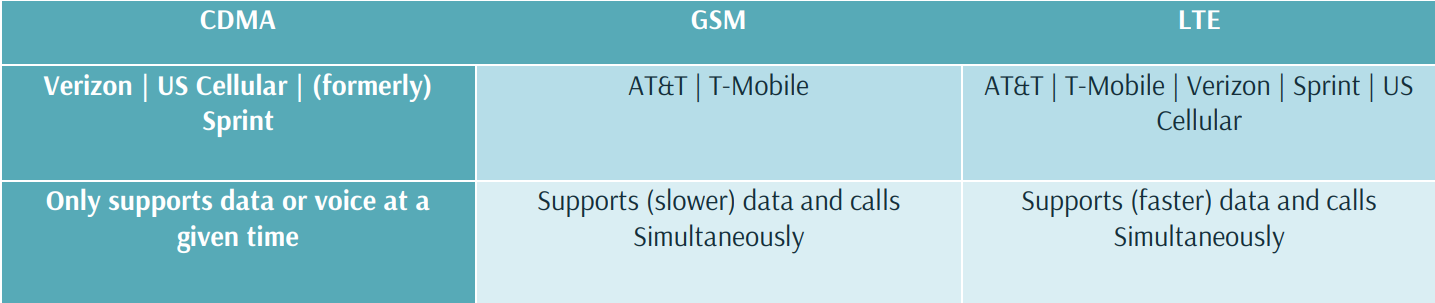 CDMA
GSM
LTE
Verizon | US Cellular | (formerly)
Sprint
AT&T | T-Mobile
AT&T | T-Mobile | Verizon | Sprint | US
Cellular
Only supports data or voice at a
given time
Supports (slower) data and calls
Simultaneously
Supports (faster) data and calls
Simultaneously